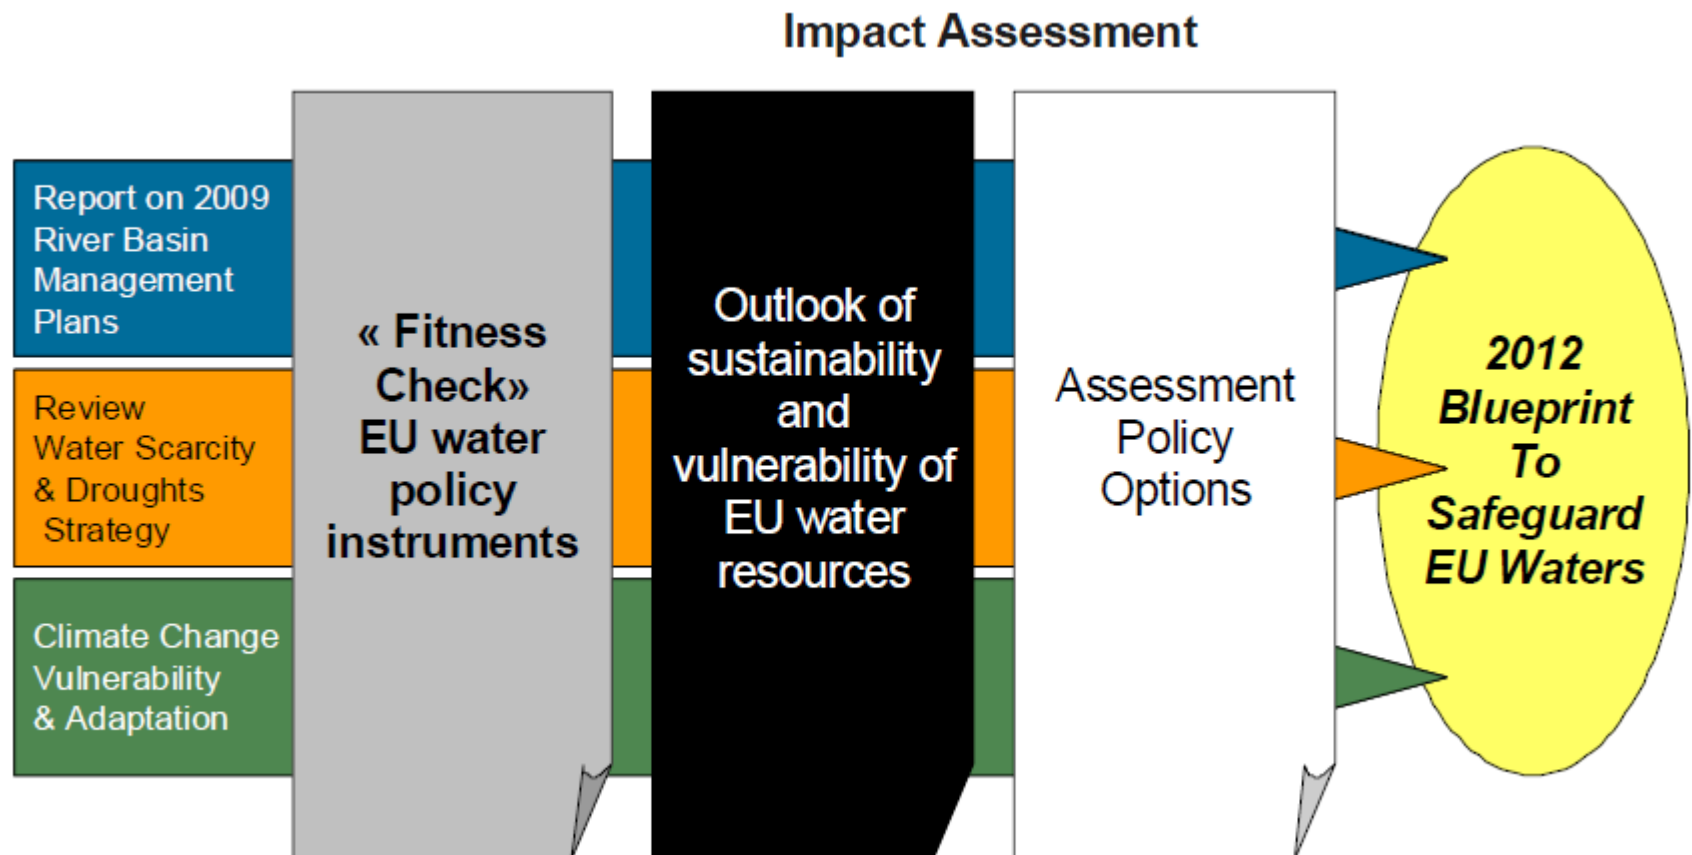 Impact Assessment
Report on 2009
River Basin
Management
Plans
Review
Water Scarcity
& Droughts
Strategy
Climate Change
Vulnerability
& Adaptation
« Fitness
Check»
EU water
policy
instruments
Outlook of
sustainability
and
vulnerability of
EU water
resources
Assessment
Policy
Options
2012
Blueprint
To
Safeguard
EU Waters